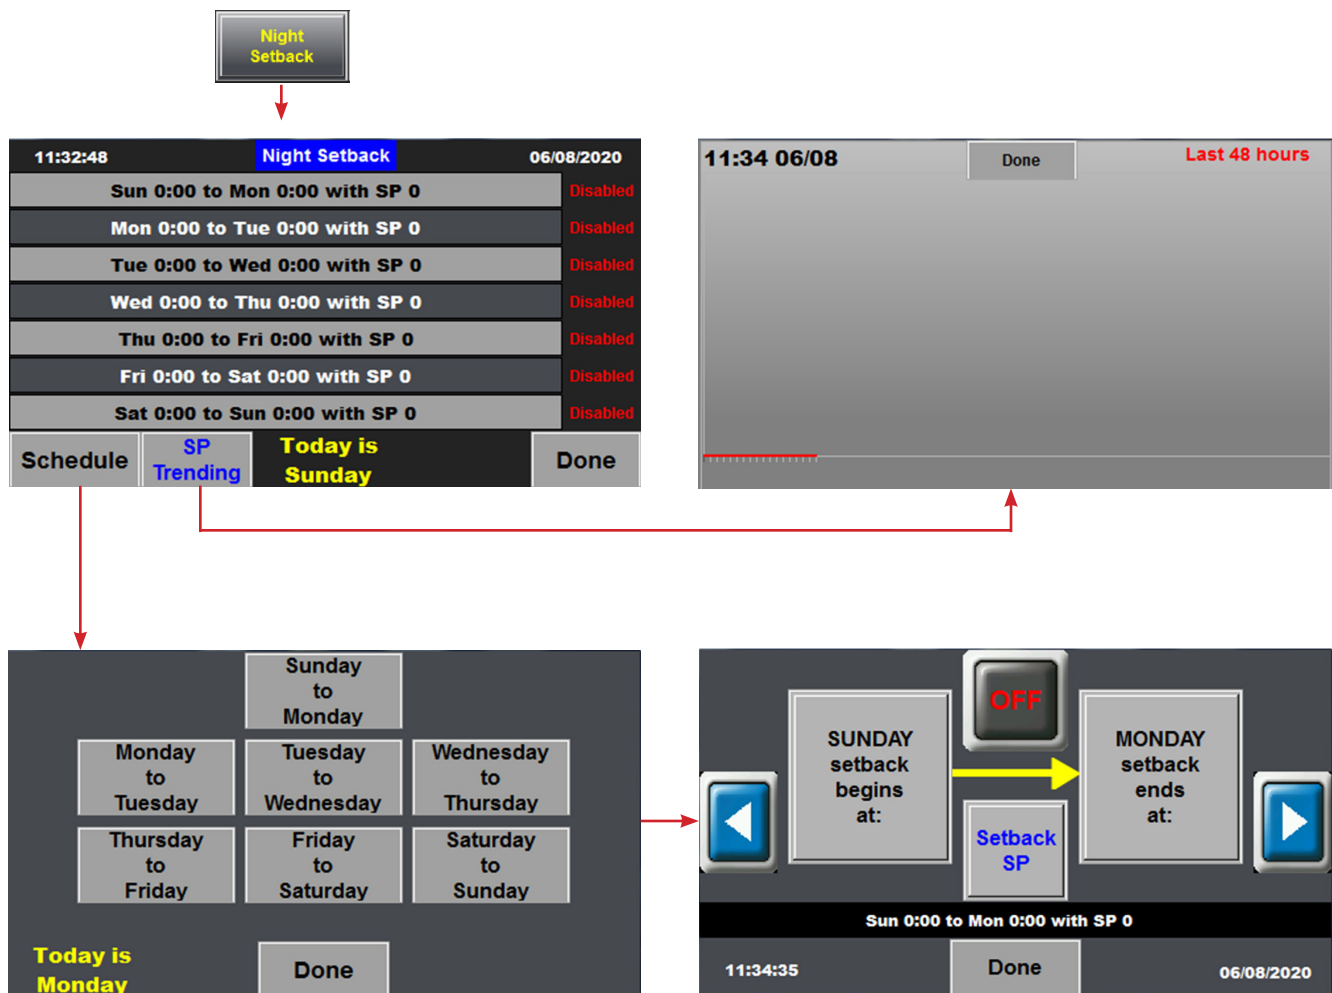 Night
Setback
11:32:48
Night Setback
06/08/2020
Sun 0:00 to Mon 0:00 with SP 0
Disabled
Mon 0:00 to Tue 0:00 with SP 0
Disabled
Tue 0:00 to Wed 0:00 with SP 0
Disabled
Wed 0:00 to Thu 0:00 with SP 0
Disabled
Thu 0:00 to Fri 0:00 with SP 0
Disabled
Fri 0:00 to Sat 0:00 with SP 0
Disabled
Sat 0:00 to Sun 0:00 with SP 0
Disabled
Schedule
SP
Trending
Today is
Sunday
Done
11:34 06/08
Done
Last 48 hours
Sunday
to
Monday
Monday
to
Tuesday
Tuesday
to
Wednesday
Wednesday
to
Thursday
Thursday
to
Friday
Friday
to
Saturday
Saturday
to
Sunday
Today is
Monday
Done
OFF
SUNDAY
setback
begins
at:
MONDAY
setback
ends
at:
Setback
SP
Sun 0:00 to Mon 0:00 with SP 0
11:34:35
Done
06/08/2020